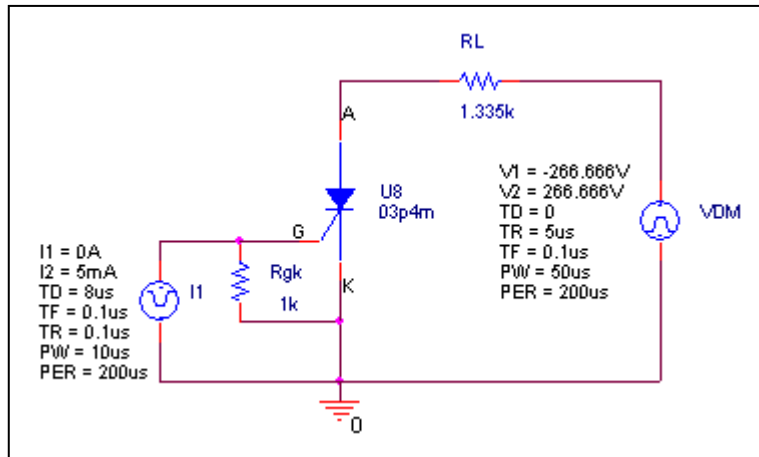 RL
1.335k
A
U8
03p4m
G
K
Rgk
1k
I1
I1 = 0A
I2 = 5mA
TD = 8us
TF = 0.1us
TR = 0.1us
PW = 10us
PER = 200us
V1 = -266.666V
V2 = 266.666V
TD = 0
TR = 5us
TF = 0.1us
PW = 50us
PER = 200us
VDM
0